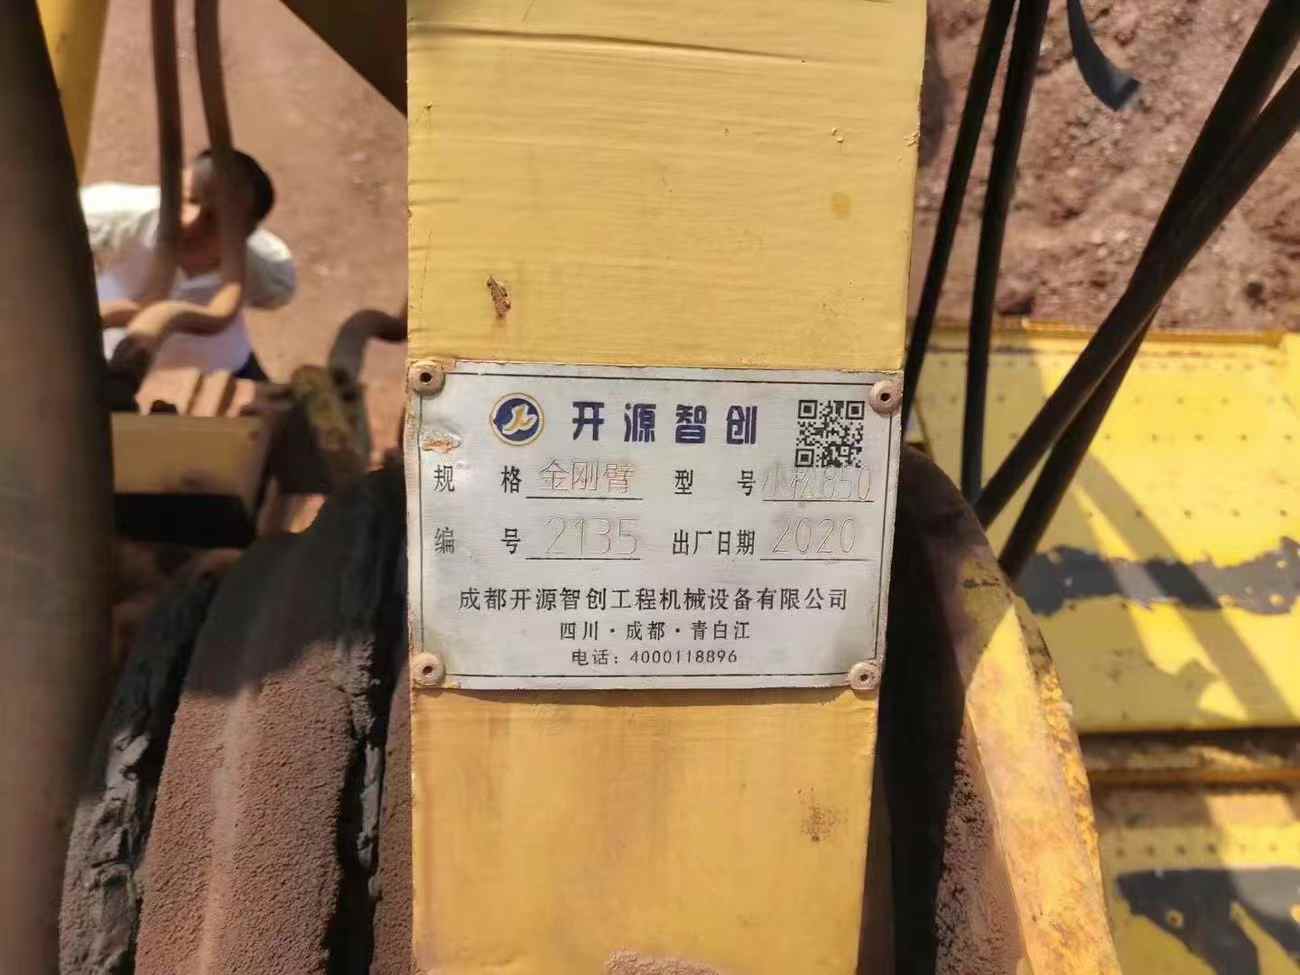 开源智创
规 格 金刚臂 型 号 小松650
编 号 2135 出厂日期 2020
成都开源智创工程机械设备有限公司
四川·成都·青白江
电话：4000118896